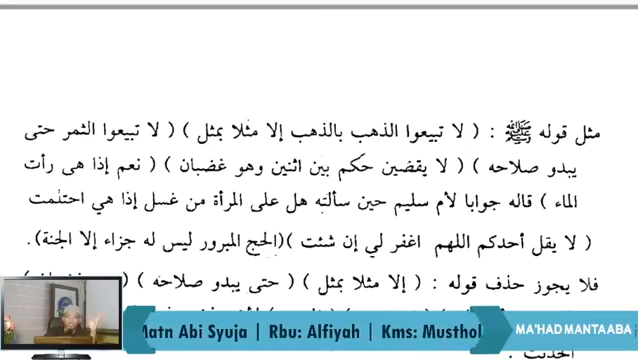 مثل قوله ﷺ : ( لا تبيعوا الذهب بالذهب إلا مثلا بمثل ) ( لا تبيعوا الثمر حتى
يبدو صلاحه ) ( لا يقضين حكم بين اثنين وهو غضبان ) ( نعم إذا هى رأت
الماء ) قاله جوابا لأم سليم حين سألته هل على المرأة من غسل إذا هي احتلمت
( لا يقل أحدكم اللهم اغفر لي إن شئت )(الحج المبرور ليس له جزاء إلا الجنة).
فلا يجوز حذف قوله : ( إلا مثلا بمثل ) ( حتى يبدو صلاحه ) (
Matn Abi Syuja | Rbu: Alfiyah | Kms: Musthol
MA'HAD MANTAABA
الحدث .